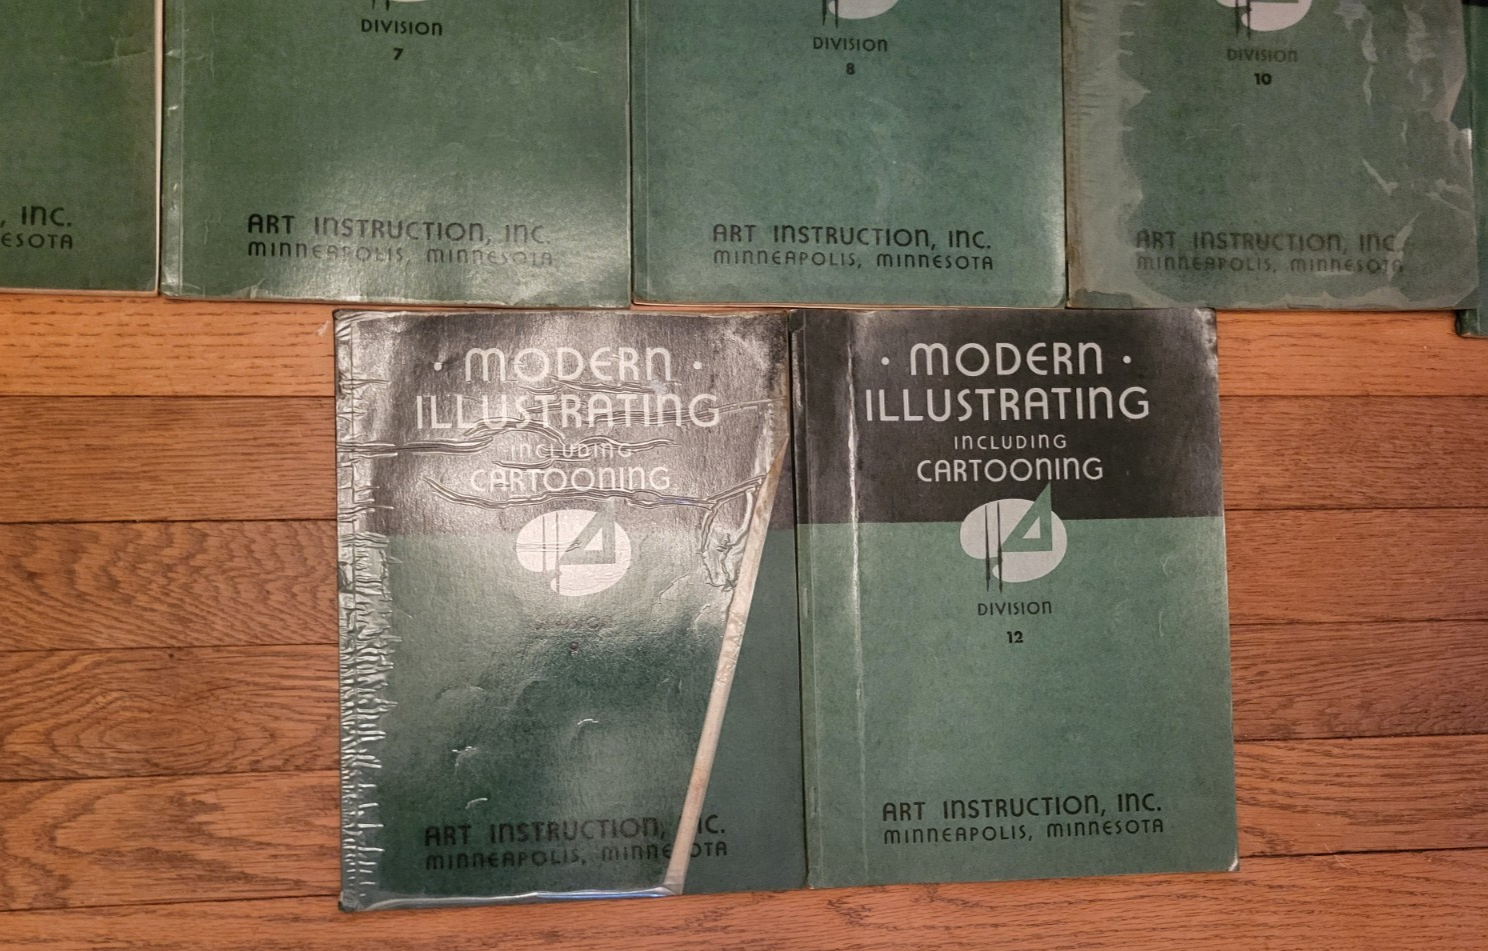 , INC.
ESOTA
DIVISION
7
ART INSTRUCTION, INC.
MINNEAPOLIS, MINNESOTA
DIVISION
8
ART INSTRUCTION, INC.
MINNEAPOLIS, MINNESOTA
DIVISION
10
ART INSTRUCTION, INC.
MINNEAPOLIS, MINNESOTA
• MODERN •
ILLUSTRATING
INCLUDING
CARTOONING
ART INSTRUCTION, IC.
MINNEAPOLIS, MINNEOTA
• MODERN •
ILLUSTRATING
INCLUDING
CARTOONING
DIVISION
12
ART INSTRUCTION, INC.
MINNEAPOLIS, MINNESOTA